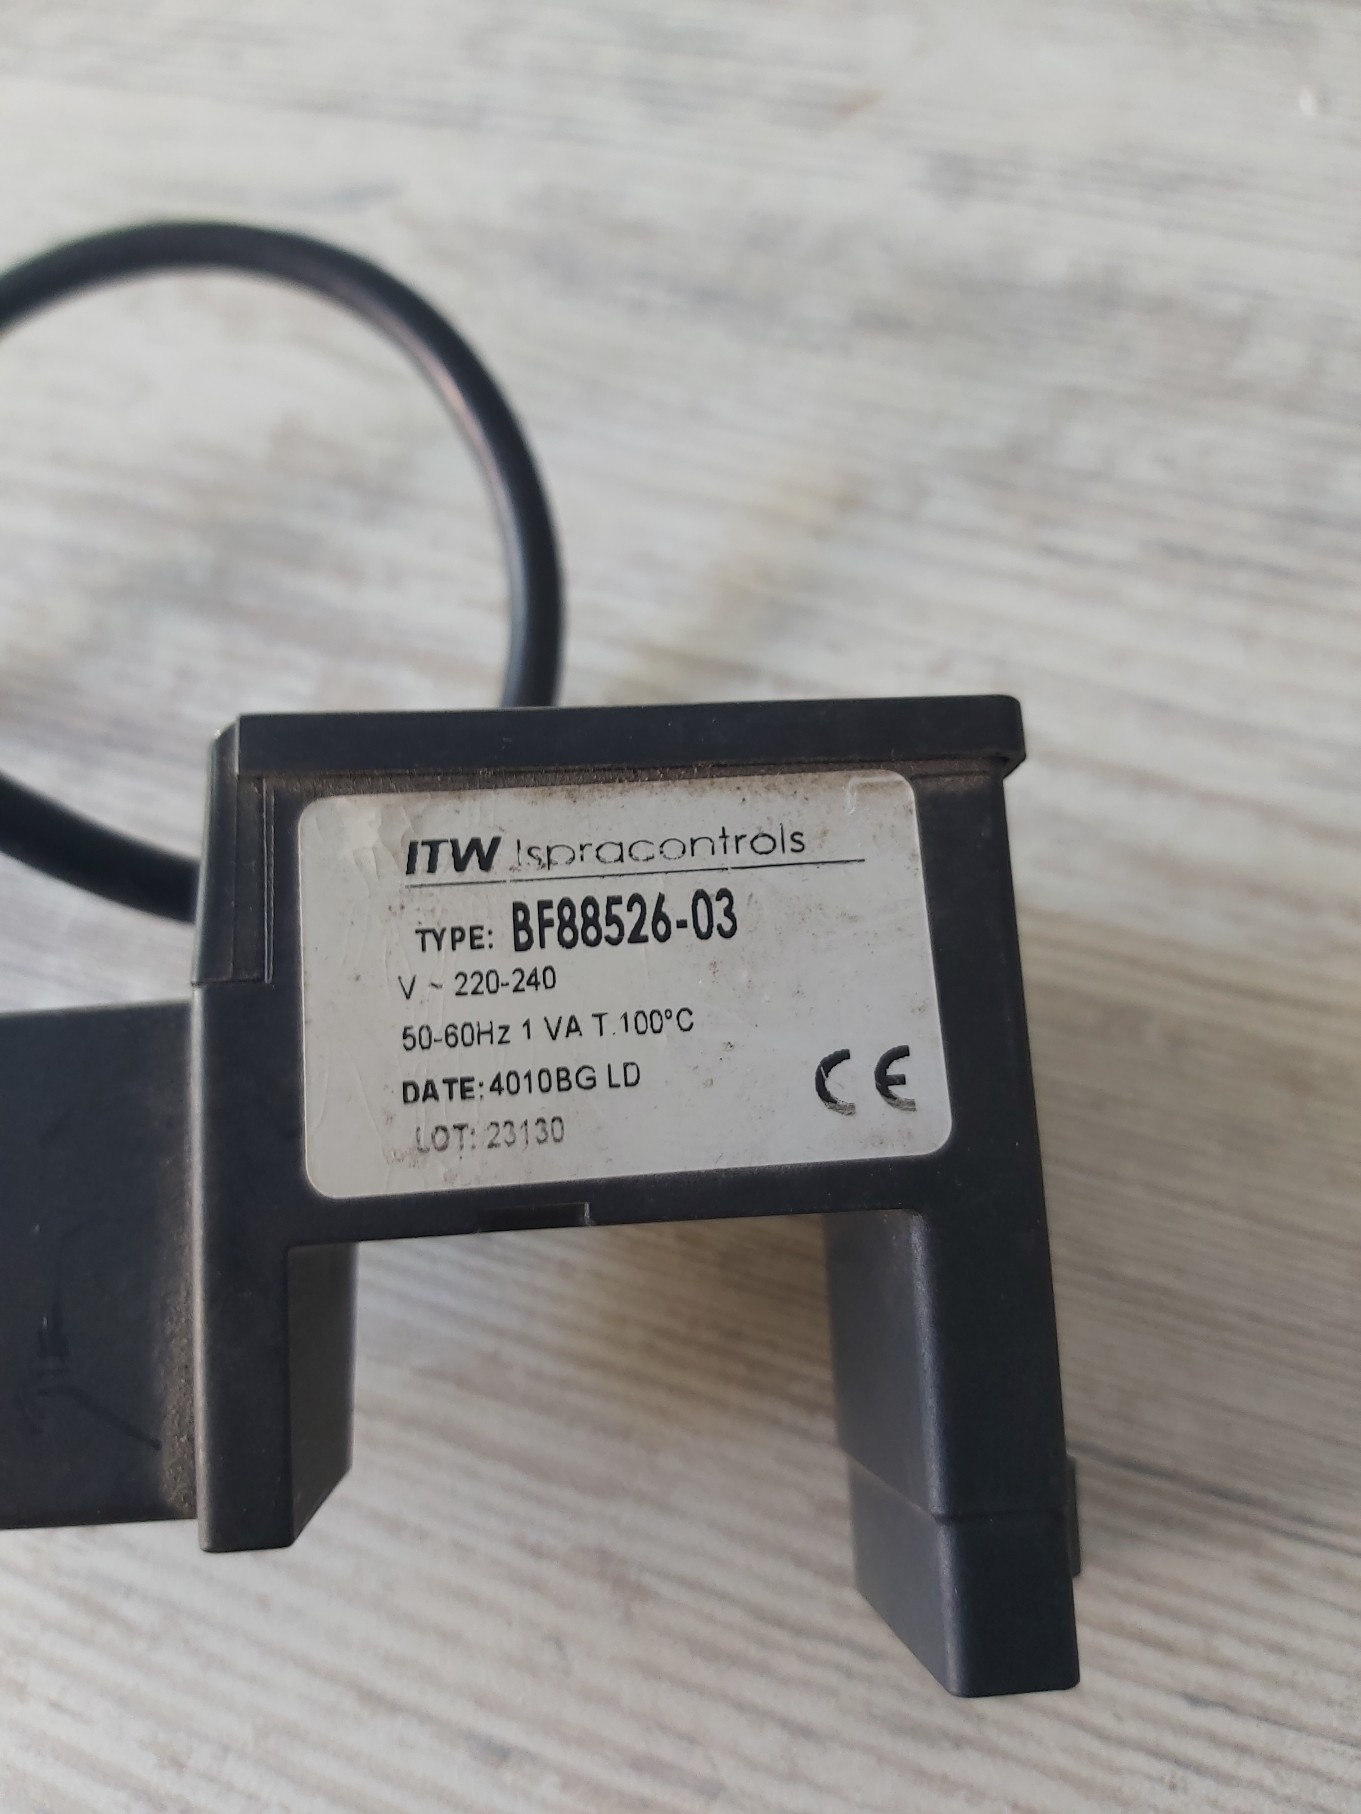 ITW Ispracontrols
TYPE: BF88526-03
V ~ 220-240
50-60Hz 1 VA T.100°C
DATE: 4010BG LD
LOT: 23130
CE